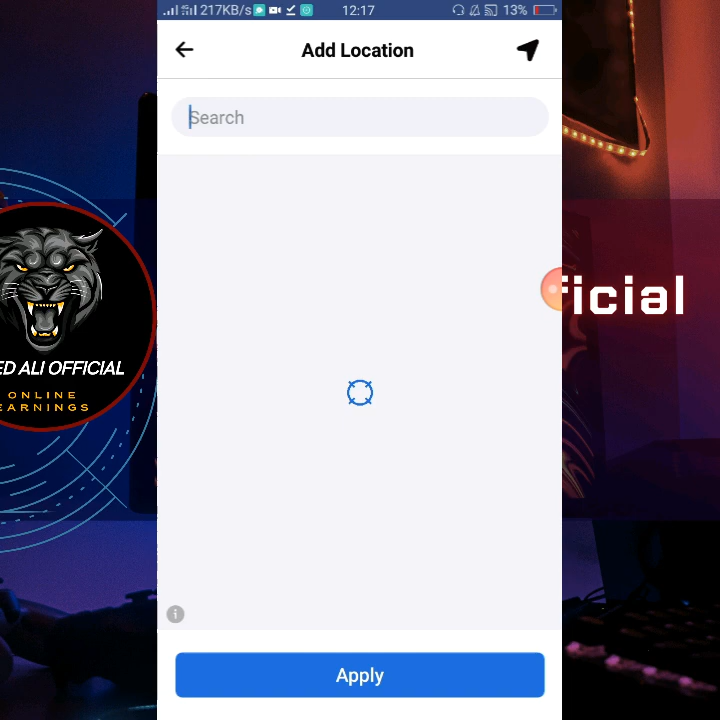 217KB/s 12:17 13%
Add Location
Search
ficial
ED ALI OFFICIAL
ONLINE
EARNINGS
Apply